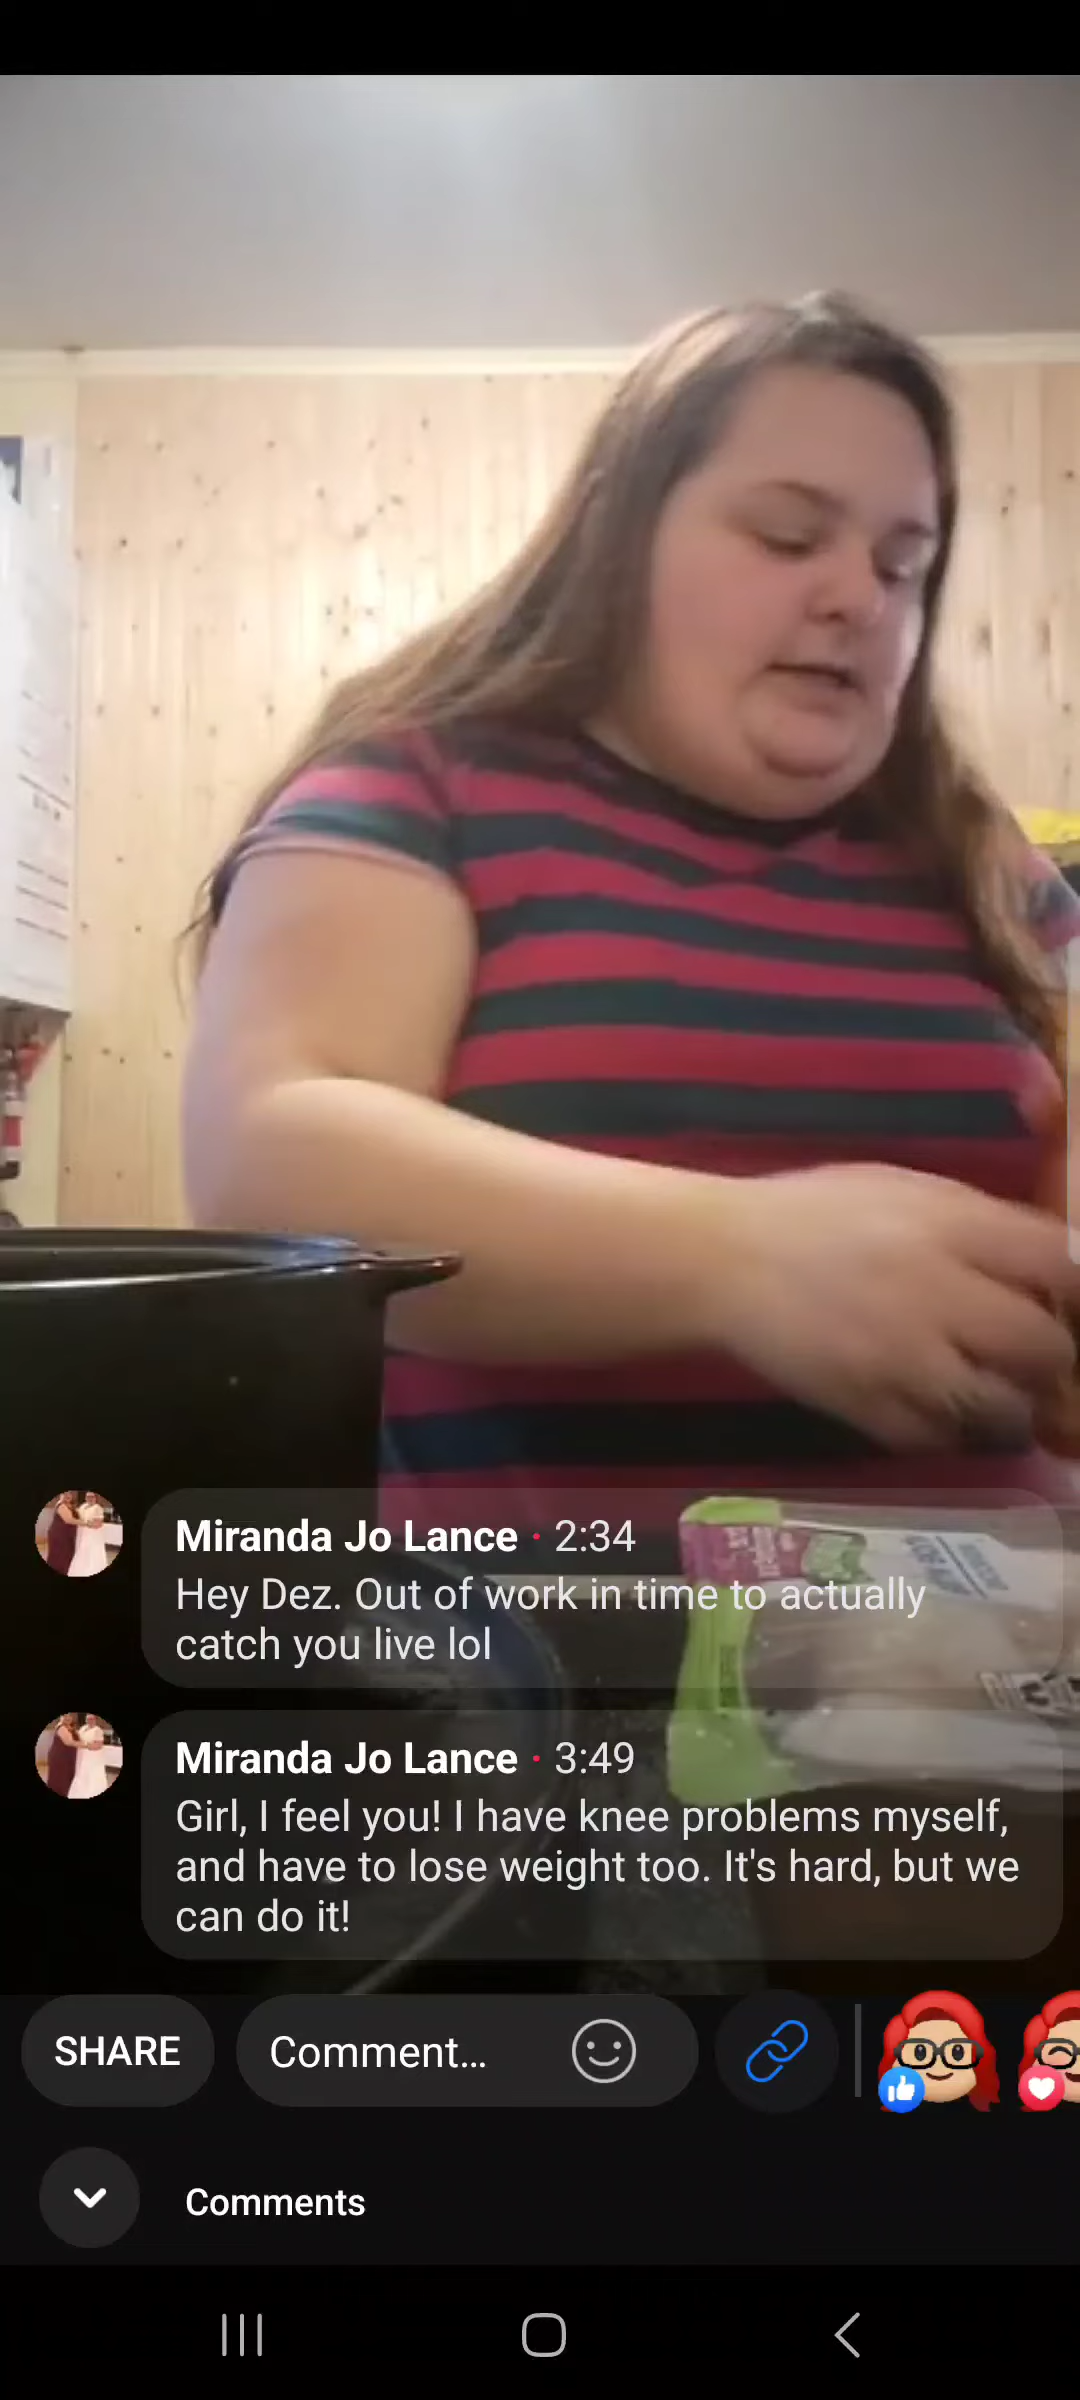 Miranda Jo Lance · 2:34
Hey Dez. Out of work in time to actually
catch you live lol
Miranda Jo Lance · 3:49
Girl, I feel you! I have knee problems myself,
and have to lose weight too. It's hard, but we
can do it!
SHARE
Comment...
Comments